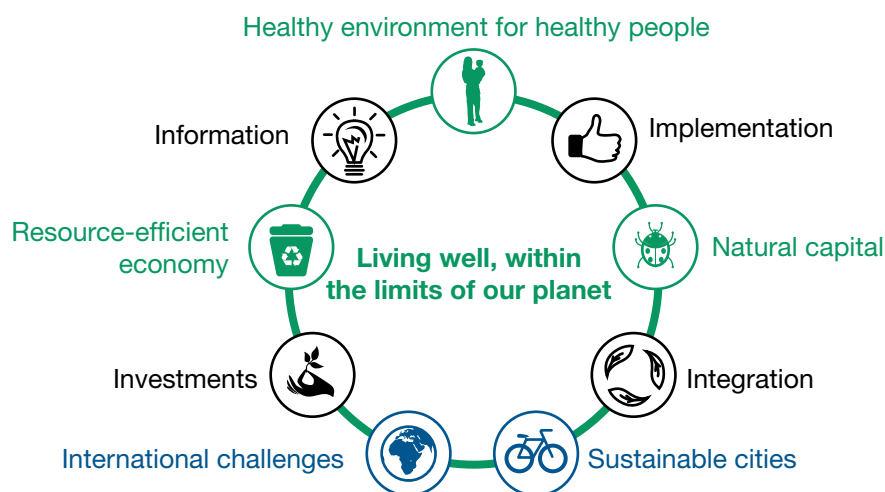 Healthy environment for healthy people
Information
Implementation
Resource-efficient
economy
Living well, within
the limits of our planet
Natural capital
Investments
Integration
International challenges
Sustainable cities